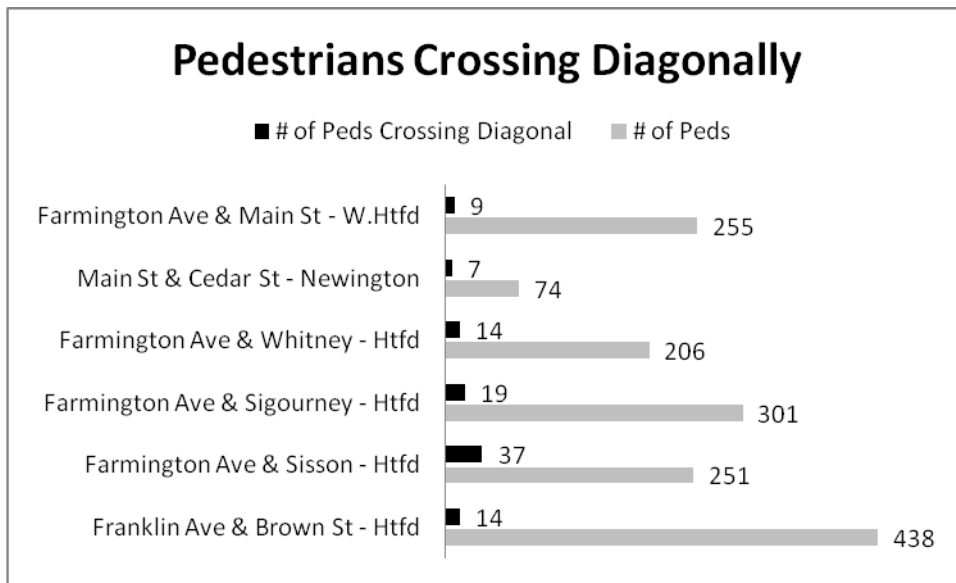 Pedestrians Crossing Diagonally
# of Peds Crossing Diagonal # of Peds
Farmington Ave & Main St - W.Htfd 9
255
Main St & Cedar St - Newington 7
74
Farmington Ave & Whitney - Htfd 14
206
Farmington Ave & Sigourney - Htfd 19
301
Farmington Ave & Sisson - Htfd 37
251
Franklin Ave & Brown St - Htfd 14
438